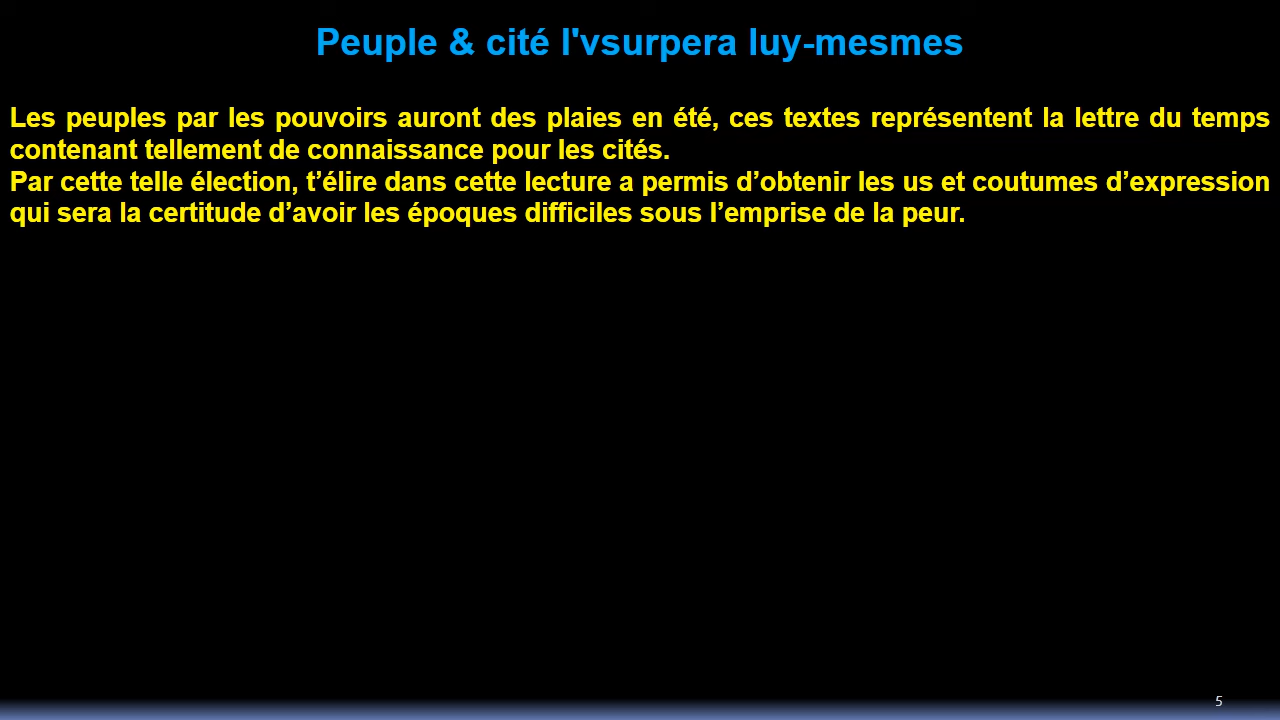 Peuple & cité l'vsurpera luy-mesmes
Les peuples par les pouvoirs auront des plaies en été, ces textes représentent la lettre du temps
contenant tellement de connaissance pour les cités.
Par cette telle élection, t’élire dans cette lecture a permis d’obtenir les us et coutumes d’expression
qui sera la certitude d’avoir les époques difficiles sous l’emprise de la peur.
5